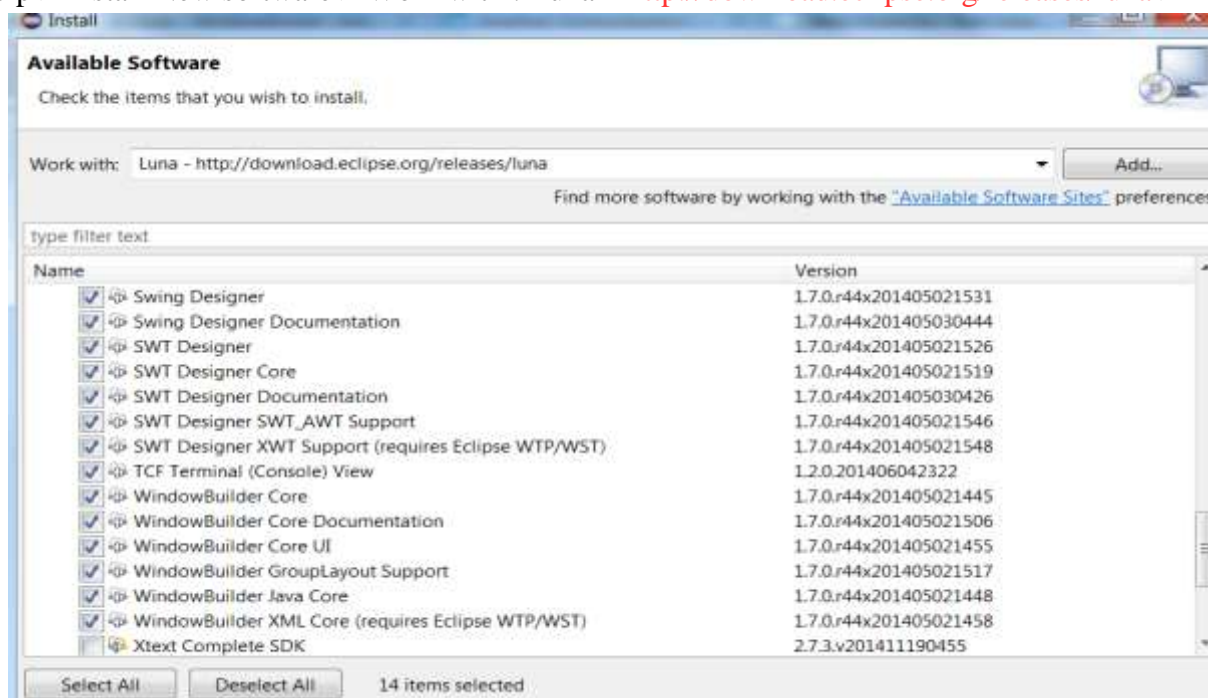 Install
Available Software
Check the items that you wish to install.
Work with: Luna - http://download.eclipse.org/releases/luna Add...
Find more software by working with the "Available Software Sites" preferences
type filter text
Name Version
Swing Designer 1.7.0.r44x201405021531
Swing Designer Documentation 1.7.0.r44x201405030444
SWT Designer 1.7.0.r44x201405021526
SWT Designer Core 1.7.0.r44x201405021519
SWT Designer Documentation 1.7.0.r44x201405030426
SWT Designer SWT_AWT Support 1.7.0.r44x201405021546
SWT Designer XWT Support (requires Eclipse WTP/WST) 1.7.0.r44x201405021548
TCF Terminal (Console) View 1.2.0.201406042322
WindowBuilder Core 1.7.0.r44x201405021445
WindowBuilder Core Documentation 1.7.0.r44x201405021506
WindowBuilder Core UI 1.7.0.r44x201405021455
WindowBuilder GroupLayout Support 1.7.0.r44x201405021517
WindowBuilder Java Core 1.7.0.r44x201405021448
WindowBuilder XML Core (requires Eclipse WTP/WST) 1.7.0.r44x201405021458
Xtext Complete SDK 2.7.3.v201411190455
Select All Deselect All 14 items selected